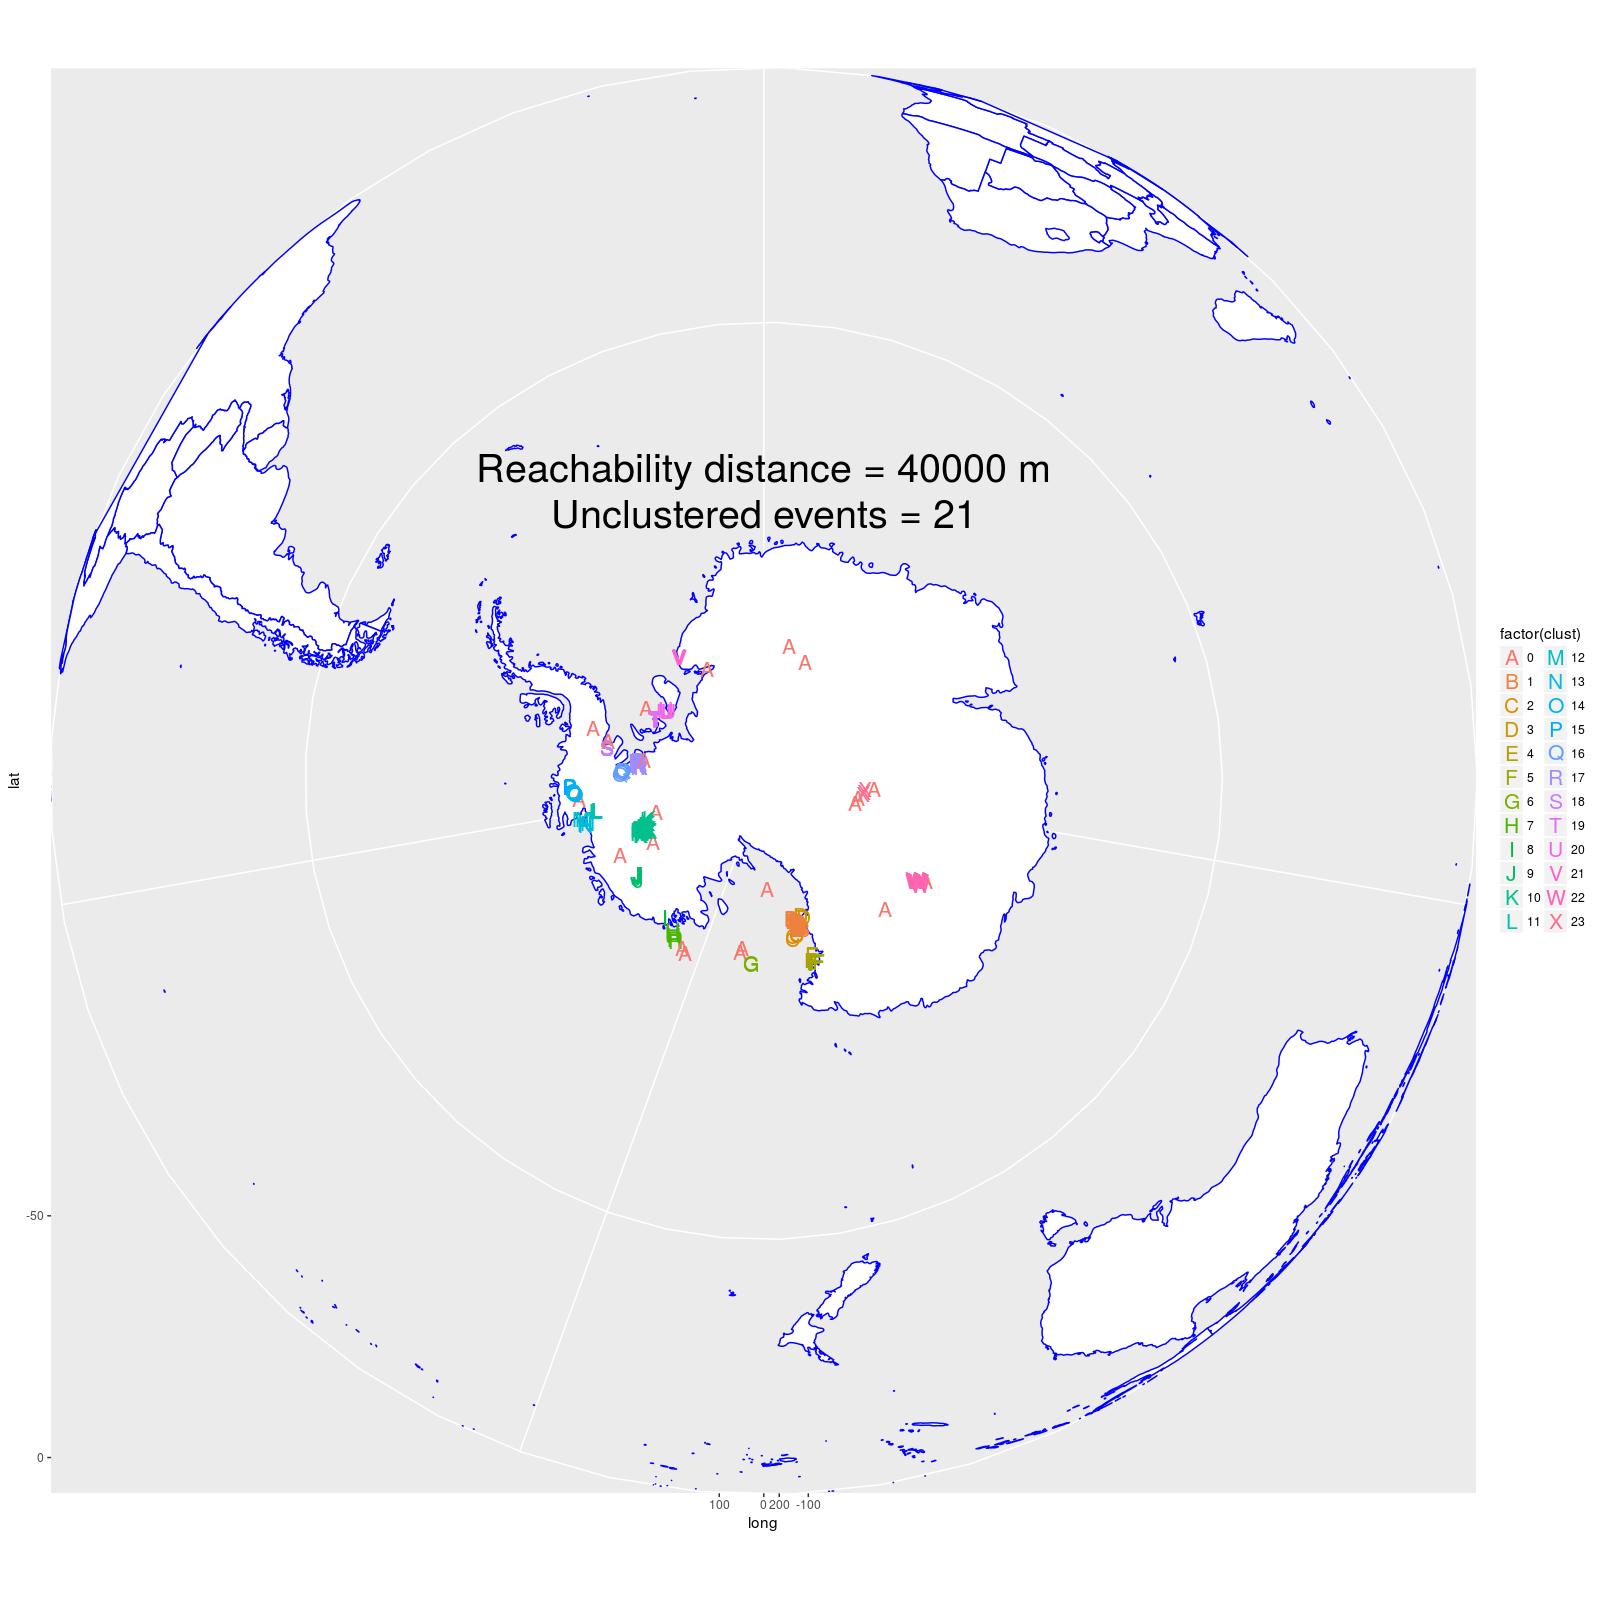 Reachability distance = 40000 m
Unclustered events = 21
lat
-50
0
100 0 200 -100
long
factor(clust)
A 0 M 12
B 1 N 13
C 2 O 14
D 3 P 15
E 4 Q 16
F 5 R 17
G 6 S 18
H 7 T 19
I 8 U 20
J 9 V 21
K 10 W 22
L 11 X 23
A
A
V
A
A
T U
A
A
S
A
Q
P
O
A
L
A
K
A
A
J
X A
A
W
A
A
I
D
C
H
A
A
A
G
E
F